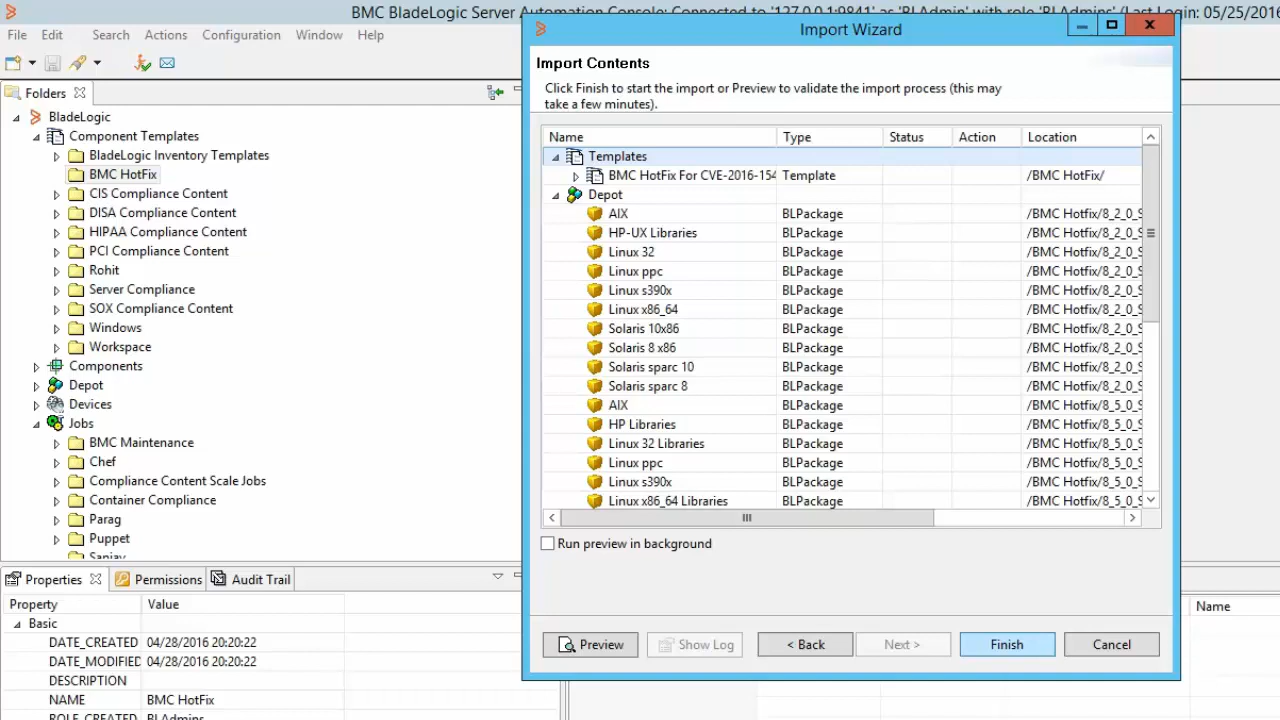 BMC BladeLogic Server Automation Console: Connected to '127.0.0.1:9841' as 'BLAdmin' with role 'BLAdmins' (Last Login: 05/25/2016
File Edit Search Actions Configuration Window Help
Folders
BladeLogic
Component Templates
BladeLogic Inventory Templates
BMC HotFix
CIS Compliance Content
DISA Compliance Content
HIPAA Compliance Content
PCI Compliance Content
Rohit
Server Compliance
SOX Compliance Content
Windows
Workspace
Components
Depot
Devices
Jobs
BMC Maintenance
Chef
Compliance Content Scale Jobs
Container Compliance
Parag
Puppet
Sanjay
Properties Permissions Audit Trail
Property Value
Basic
DATE_CREATED 04/28/2016 20:20:22
DATE_MODIFIED 04/28/2016 20:20:22
DESCRIPTION
NAME BMC HotFix
ROLE_CREATED BLAdmins
Import Wizard
Import Contents
Click Finish to start the import or Preview to validate the import process (this may
take a few minutes).
Name Type Status Action Location
Templates
BMC HotFix For CVE-2016-154 Template /BMC HotFix/
Depot
AIX BLPackage /BMC Hotfix/8_2_0_S
HP-UX Libraries BLPackage /BMC Hotfix/8_2_0_S
Linux 32 BLPackage /BMC Hotfix/8_2_0_S
Linux ppc BLPackage /BMC Hotfix/8_2_0_S
Linux s390x BLPackage /BMC Hotfix/8_2_0_S
Linux x86_64 BLPackage /BMC Hotfix/8_2_0_S
Solaris 10x86 BLPackage /BMC Hotfix/8_2_0_S
Solaris 8 x86 BLPackage /BMC Hotfix/8_2_0_S
Solaris sparc 10 BLPackage /BMC Hotfix/8_2_0_S
Solaris sparc 8 BLPackage /BMC Hotfix/8_2_0_S
AIX BLPackage /BMC Hotfix/8_5_0_S
HP Libraries BLPackage /BMC Hotfix/8_5_0_S
Linux 32 Libraries BLPackage /BMC Hotfix/8_5_0_S
Linux ppc BLPackage /BMC Hotfix/8_5_0_S
Linux s390x BLPackage /BMC Hotfix/8_5_0_S
Linux x86_64 Libraries BLPackage /BMC Hotfix/8_5_0_S
Run preview in background
Preview Show Log < Back Next > Finish Cancel
Name